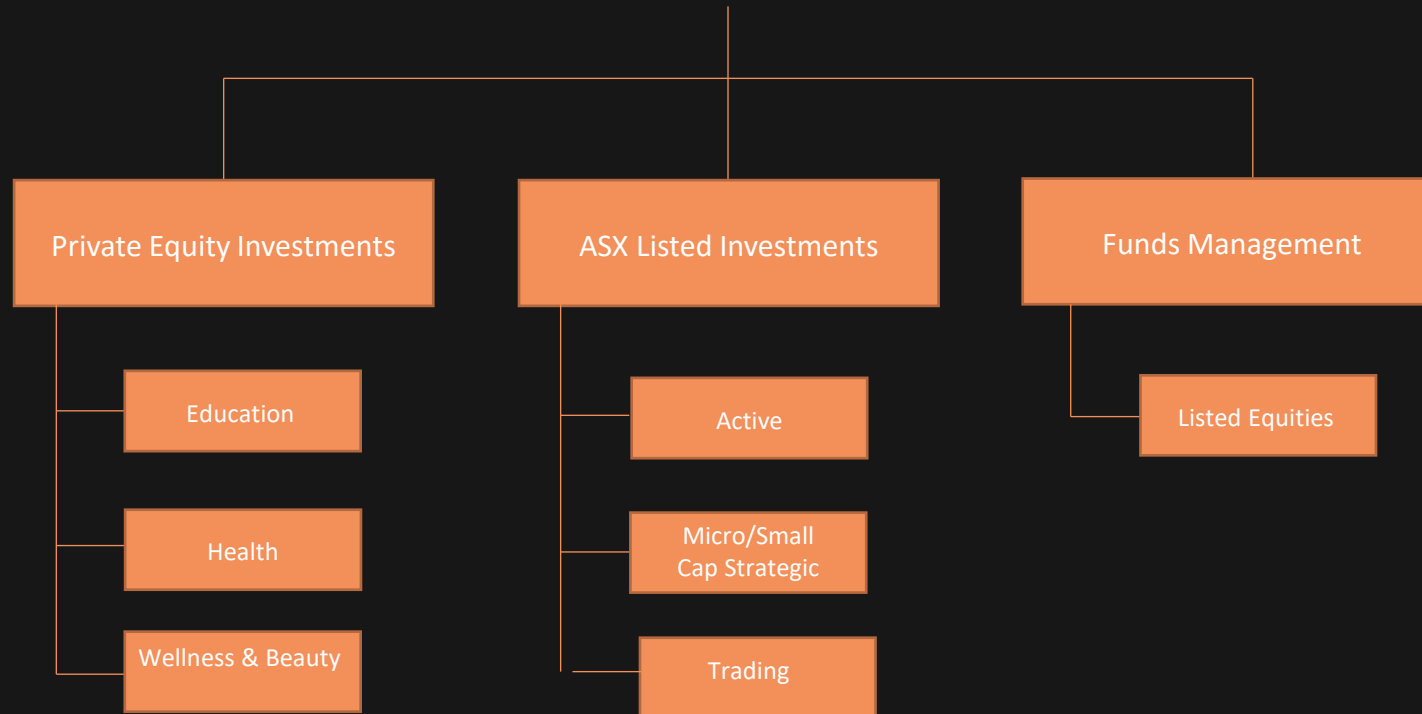 Private Equity Investments
ASX Listed Investments
Funds Management
Education
Health
Wellness & Beauty
Active
Micro/Small
Cap Strategic
Trading
Listed Equities